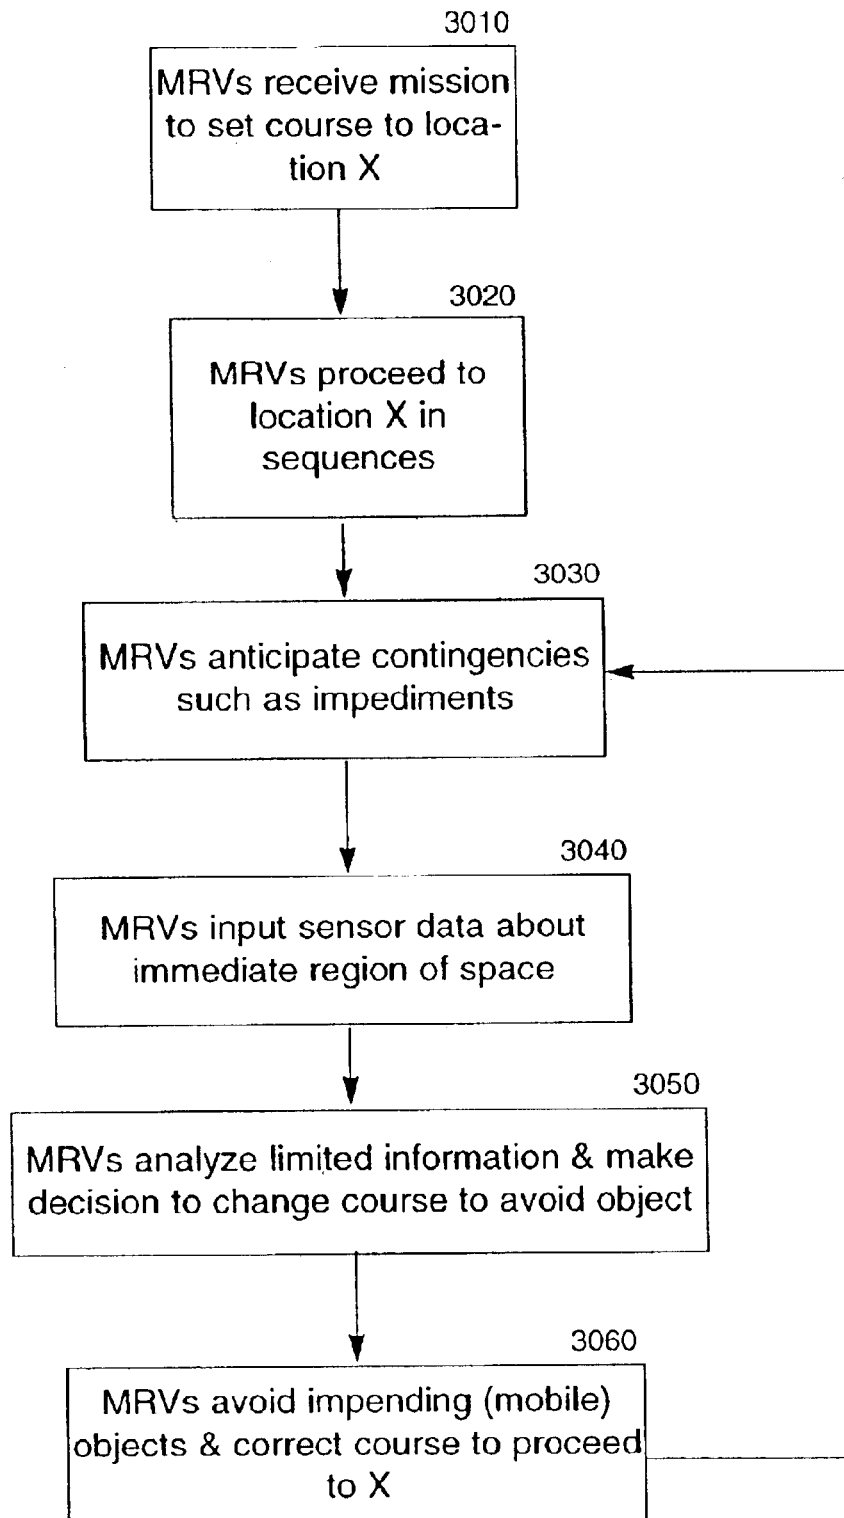 3010
MRVs receive mission
to set course to loca-
tion X
3020
MRVs proceed to
location X in
sequences
3030
MRVs anticipate contingencies
such as impediments
3040
MRVs input sensor data about
immediate region of space
3050
MRVs analyze limited information & make
decision to change course to avoid object
3060
MRVs avoid impending (mobile)
objects & correct course to proceed
to X